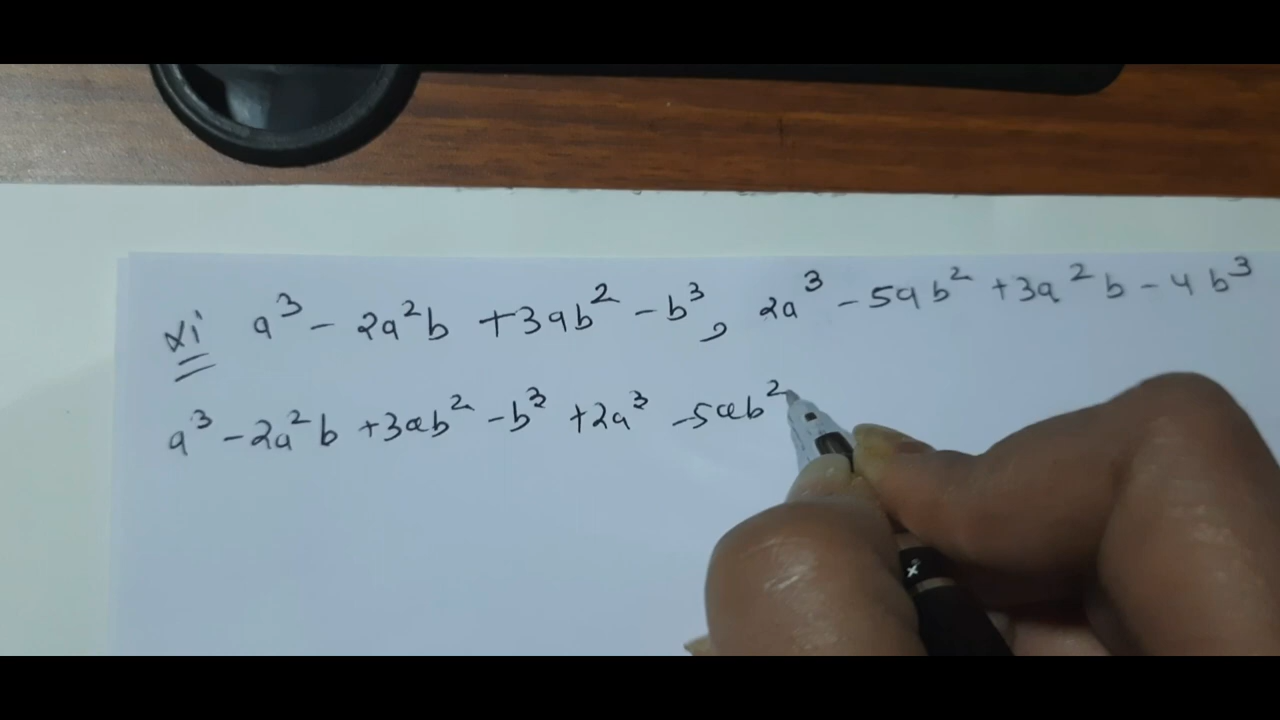 xi a³ - 2a²b + 3ab² - b³, 2a³ - 5ab² + 3a²b - 4b³
a³ - 2a²b + 3ab² - b³ + 2a³ - 5ab²